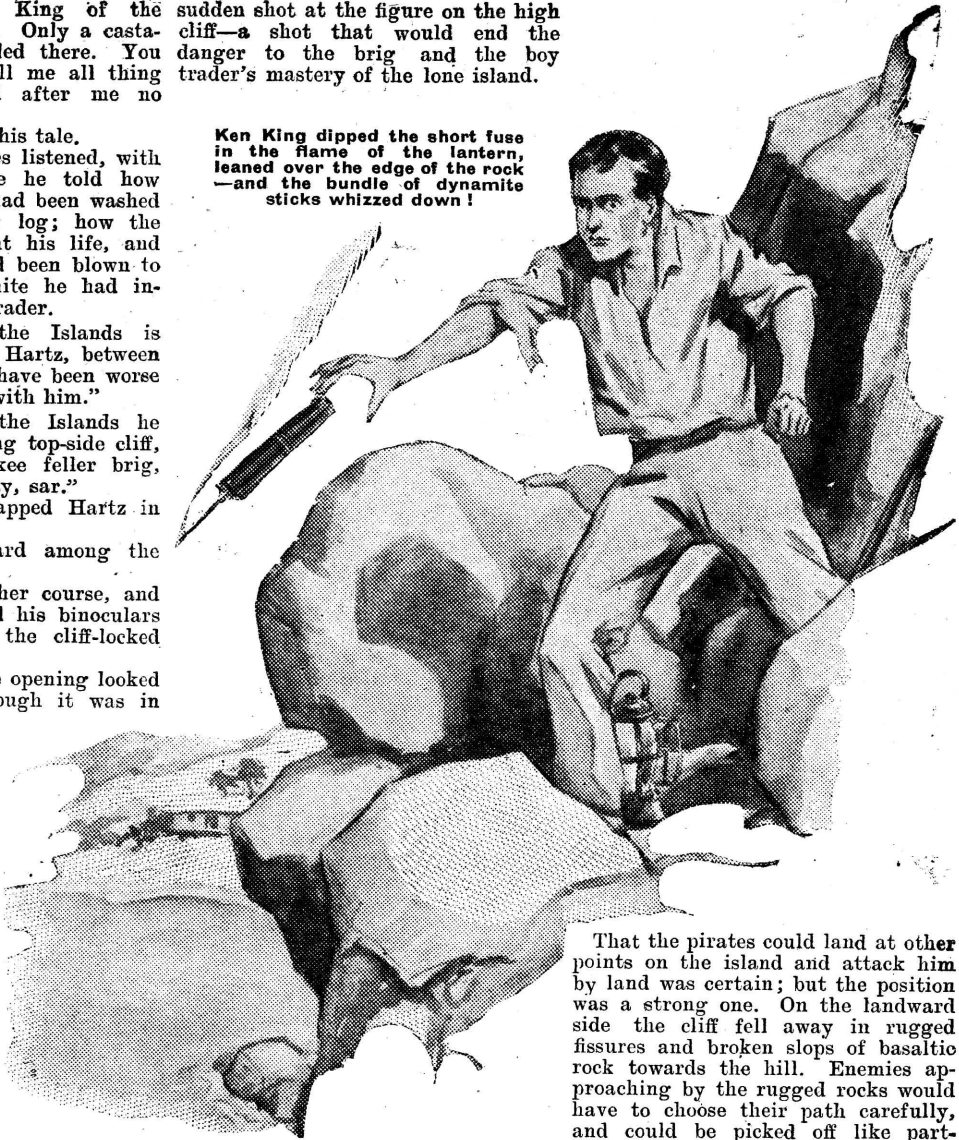 King of the
Only a casta-
led there. You
ll me all thing
after me no
his tale.
s listened, with
e he told how
ad been washed
log; how the
t his life, and
been blown to
ite he had in-
rader.
the Islands is
Hartz, between
have been worse
with him."
the Islands he
ng top-side cliff,
kee feller brig,
y, sar."
apped Hartz in
ard among the
her course, and
his binoculars
the cliff-locked
opening looked
ough it was in
sudden shot at the figure on the high
cliff—a shot that would end the
danger to the brig and the boy
trader's mastery of the lone island.
Ken King dipped the short fuse
in the flame of the lantern,
leaned over the edge of the rock
—and the bundle of dynamite
sticks whizzed down !
That the pirates could land at other
points on the island and attack him
by land was certain; but the position
was a strong one. On the landward
side the cliff fell away in rugged
fissures and broken slops of basaltic
rock towards the hill. Enemies ap-
proaching by the rugged rocks would
have to choose their path carefully,
and could be picked off like part-